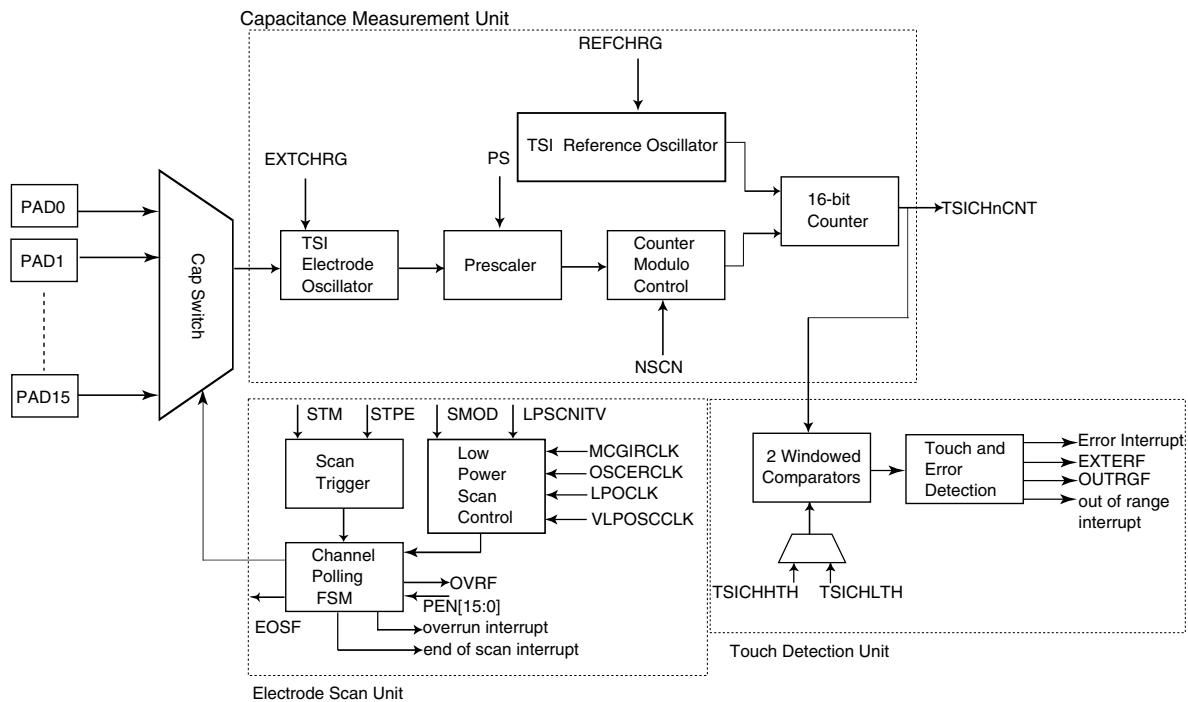 Capacitance Measurement Unit
REFCHRG
TSI Reference Oscillator
EXTCHRG
PS
PAD0
PAD1
PAD15
Cap Switch
TSI
Electrode
Oscillator
Prescaler
Counter
Modulo
Control
16-bit
Counter
TSICHnCNT
NSCN
STM
STPE
SMOD
LPSCNITV
Scan
Trigger
Low
Power
Scan
Control
MCGIRCLK
OSCERCLK
LPOCLK
VLPOSCCLK
Channel
Polling
FSM
OVRF
PEN[15:0]
EOSF
overrun interrupt
end of scan interrupt
Electrode Scan Unit
2 Windowed
Comparators
Touch and
Error
Detection
Error Interrupt
EXTERF
OUTRGF
out of range
interrupt
TSICHHTH
TSICHLTH
Touch Detection Unit